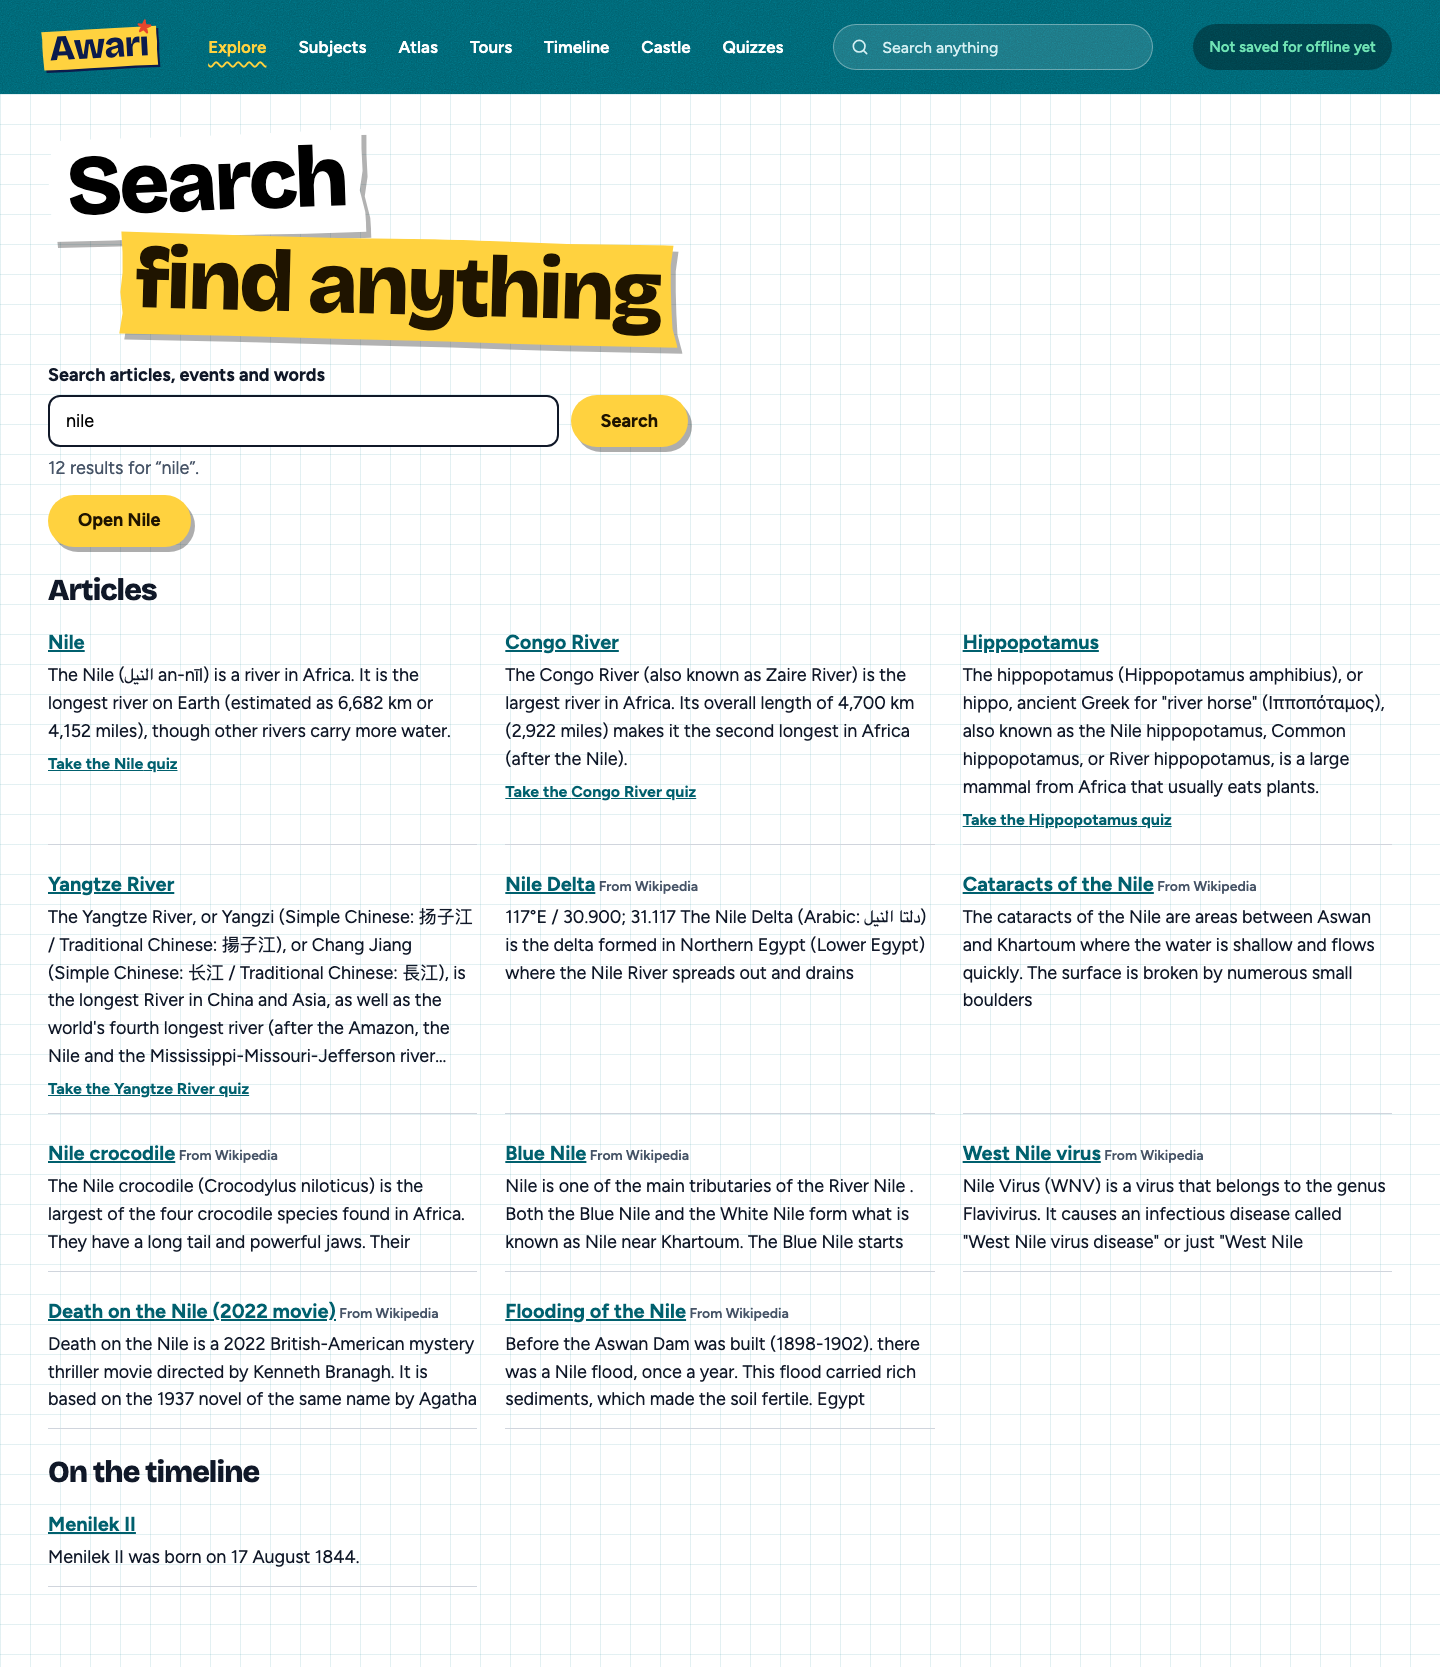 Awari
Explore
Subjects
Atlas
Tours
Timeline
Castle
Quizzes
Search anything
Not saved for offline yet
Search
find anything
Search articles, events and words
nile
Search
12 results for “nile”.
Open Nile
Articles
Nile
The Nile (النيل an-nīl) is a river in Africa. It is the
longest river on Earth (estimated as 6,682 km or
4,152 miles), though other rivers carry more water.
Take the Nile quiz
Congo River
The Congo River (also known as Zaire River) is the
largest river in Africa. Its overall length of 4,700 km
(2,922 miles) makes it the second longest in Africa
(after the Nile).
Take the Congo River quiz
Hippopotamus
The hippopotamus (Hippopotamus amphibius), or
hippo, ancient Greek for "river horse" (Ιπποπόταμος),
also known as the Nile hippopotamus, Common
hippopotamus, or River hippopotamus, is a large
mammal from Africa that usually eats plants.
Take the Hippopotamus quiz
Yangtze River
The Yangtze River, or Yangzi (Simple Chinese: 扬子江
/ Traditional Chinese: 揚子江), or Chang Jiang
(Simple Chinese: 长江 / Traditional Chinese: 長江), is
the longest River in China and Asia, as well as the
world's fourth longest river (after the Amazon, the
Nile and the Mississippi-Missouri-Jefferson river...
Take the Yangtze River quiz
Nile Delta From Wikipedia
117°E / 30.900; 31.117 The Nile Delta (Arabic: دلتا النيل)
is the delta formed in Northern Egypt (Lower Egypt)
where the Nile River spreads out and drains
Cataracts of the Nile From Wikipedia
The cataracts of the Nile are areas between Aswan
and Khartoum where the water is shallow and flows
quickly. The surface is broken by numerous small
boulders
Nile crocodile From Wikipedia
The Nile crocodile (Crocodylus niloticus) is the
largest of the four crocodile species found in Africa.
They have a long tail and powerful jaws. Their
Blue Nile From Wikipedia
Nile is one of the main tributaries of the River Nile .
Both the Blue Nile and the White Nile form what is
known as Nile near Khartoum. The Blue Nile starts
West Nile virus From Wikipedia
Nile Virus (WNV) is a virus that belongs to the genus
Flavivirus. It causes an infectious disease called
"West Nile virus disease" or just "West Nile
Death on the Nile (2022 movie) From Wikipedia
Death on the Nile is a 2022 British-American mystery
thriller movie directed by Kenneth Branagh. It is
based on the 1937 novel of the same name by Agatha
Flooding of the Nile From Wikipedia
Before the Aswan Dam was built (1898-1902). there
was a Nile flood, once a year. This flood carried rich
sediments, which made the soil fertile. Egypt
On the timeline
Menilek II
Menilek II was born on 17 August 1844.